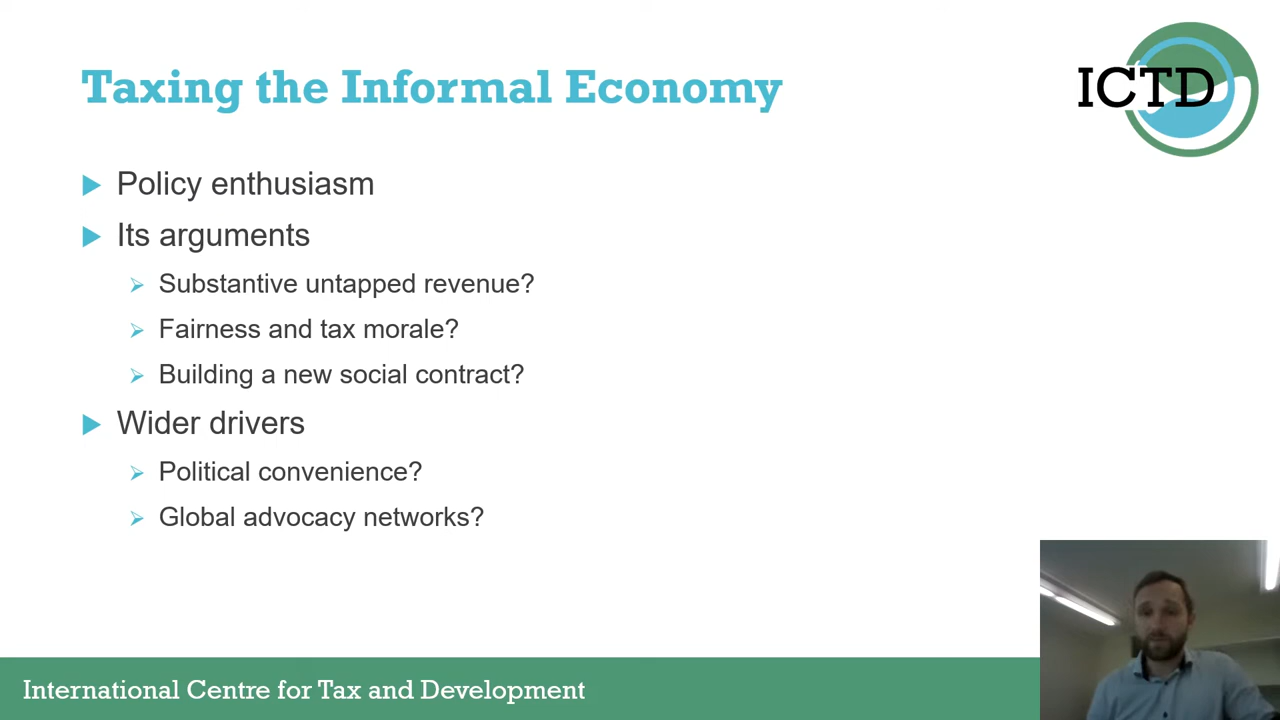 Taxing the Informal Economy
ICTD
Policy enthusiasm
Its arguments
Substantive untapped revenue?
Fairness and tax morale?
Building a new social contract?
Wider drivers
Political convenience?
Global advocacy networks?
International Centre for Tax and Development